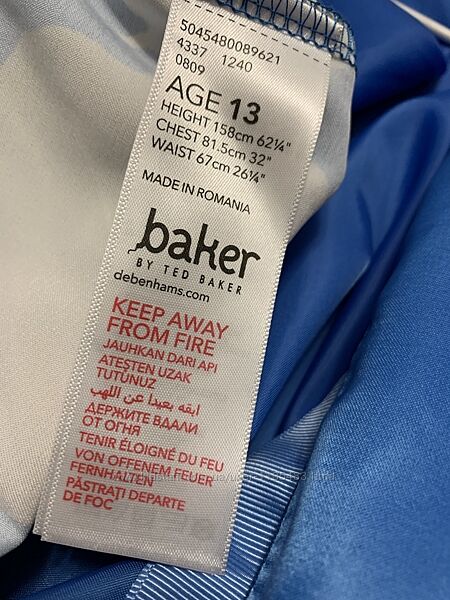 5045480089621
4337 1240
0809
AGE 13
HEIGHT 158cm 62¼"
CHEST 81.5cm 32"
WAIST 67cm 26¼"
MADE IN ROMANIA
baker
BY TED BAKER
debenhams.com
KEEP AWAY
FROM FIRE
JAUHKAN DARI API
ATEŞTEN UZAK
TUTUNUZ
ابقه بعيدا عن اللهب
ДЕРЖИТЕ ВДАЛИ
ОТ ОГНЯ
TENIR ÉLOIGNÉ DU FEU
VON OFFENEM FEUER
FERNHALTEN
PĂSTRAŢI DEPARTE
DE FOC